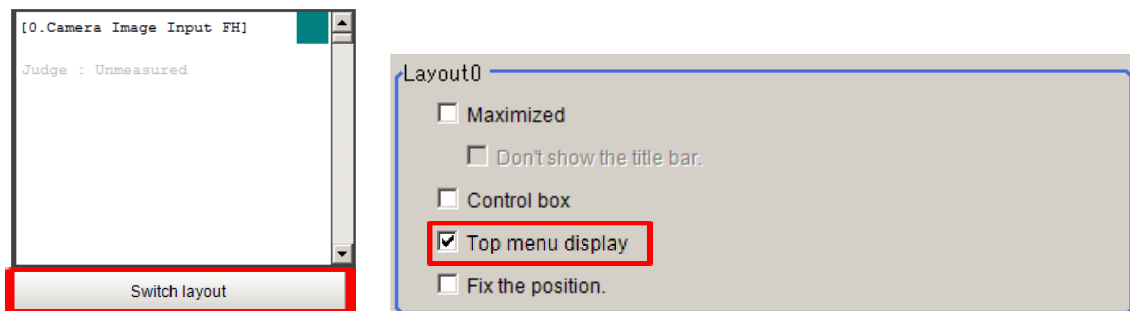 [0.Camera Image Input FH]
Judge : Unmeasured
Switch layout
Layout0
Maximized
Don't show the title bar.
Control box
Top menu display
Fix the position.